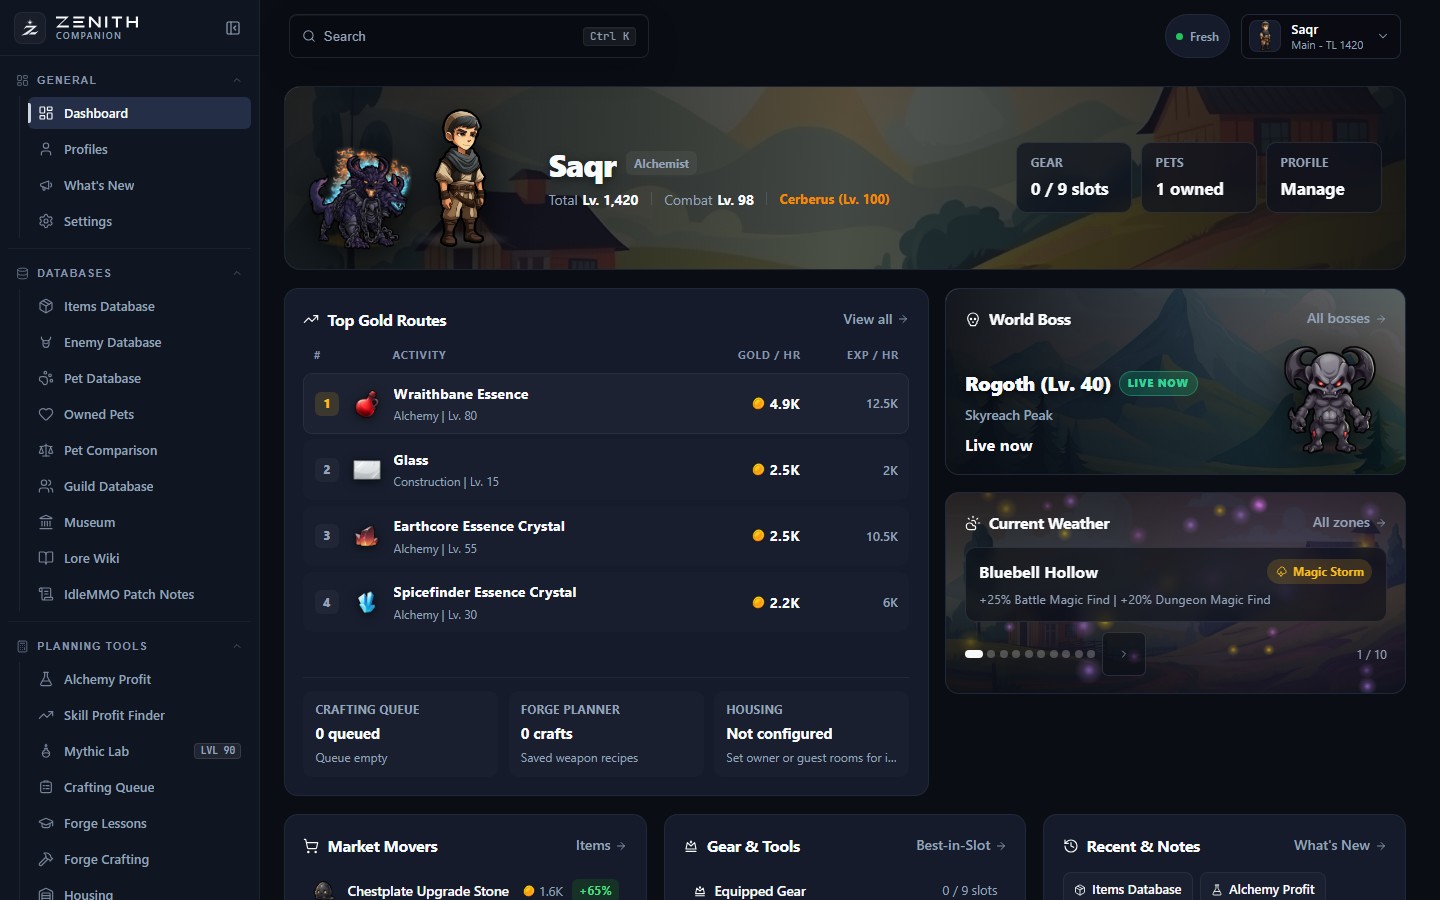 ZENITH
COMPANION
Search
Ctrl K
Fresh
Saqr
Main - TL 1420
GENERAL
Dashboard
Profiles
What's New
Settings
DATABASES
Items Database
Enemy Database
Pet Database
Owned Pets
Pet Comparison
Guild Database
Museum
Lore Wiki
IdleMMO Patch Notes
PLANNING TOOLS
Alchemy Profit
Skill Profit Finder
Mythic Lab LVL 90
Crafting Queue
Forge Lessons
Forge Crafting
Housing
Saqr Alchemist
Total Lv. 1,420 Combat Lv. 98 Cerberus (Lv. 100)
GEAR
0 / 9 slots
PETS
1 owned
PROFILE
Manage
Top Gold Routes View all
# ACTIVITY GOLD / HR EXP / HR
1 Wraithbane Essence 4.9K 12.5K
Alchemy | Lv. 80
2 Glass 2.5K 2K
Construction | Lv. 15
3 Earthcore Essence Crystal 2.5K 10.5K
Alchemy | Lv. 55
4 Spicefinder Essence Crystal 2.2K 6K
Alchemy | Lv. 30
CRAFTING QUEUE
0 queued
Queue empty
FORGE PLANNER
0 crafts
Saved weapon recipes
HOUSING
Not configured
Set owner or guest rooms for i...
World Boss All bosses
Rogoth (Lv. 40) LIVE NOW
Skyreach Peak
Live now
Current Weather All zones
Bluebell Hollow Magic Storm
+25% Battle Magic Find | +20% Dungeon Magic Find
1 / 10
Market Movers Items
Chestplate Upgrade Stone 1.6K +65%
Gear & Tools Best-in-Slot
Equipped Gear 0 / 9 slots
Recent & Notes What's New
Items Database Alchemy Profit